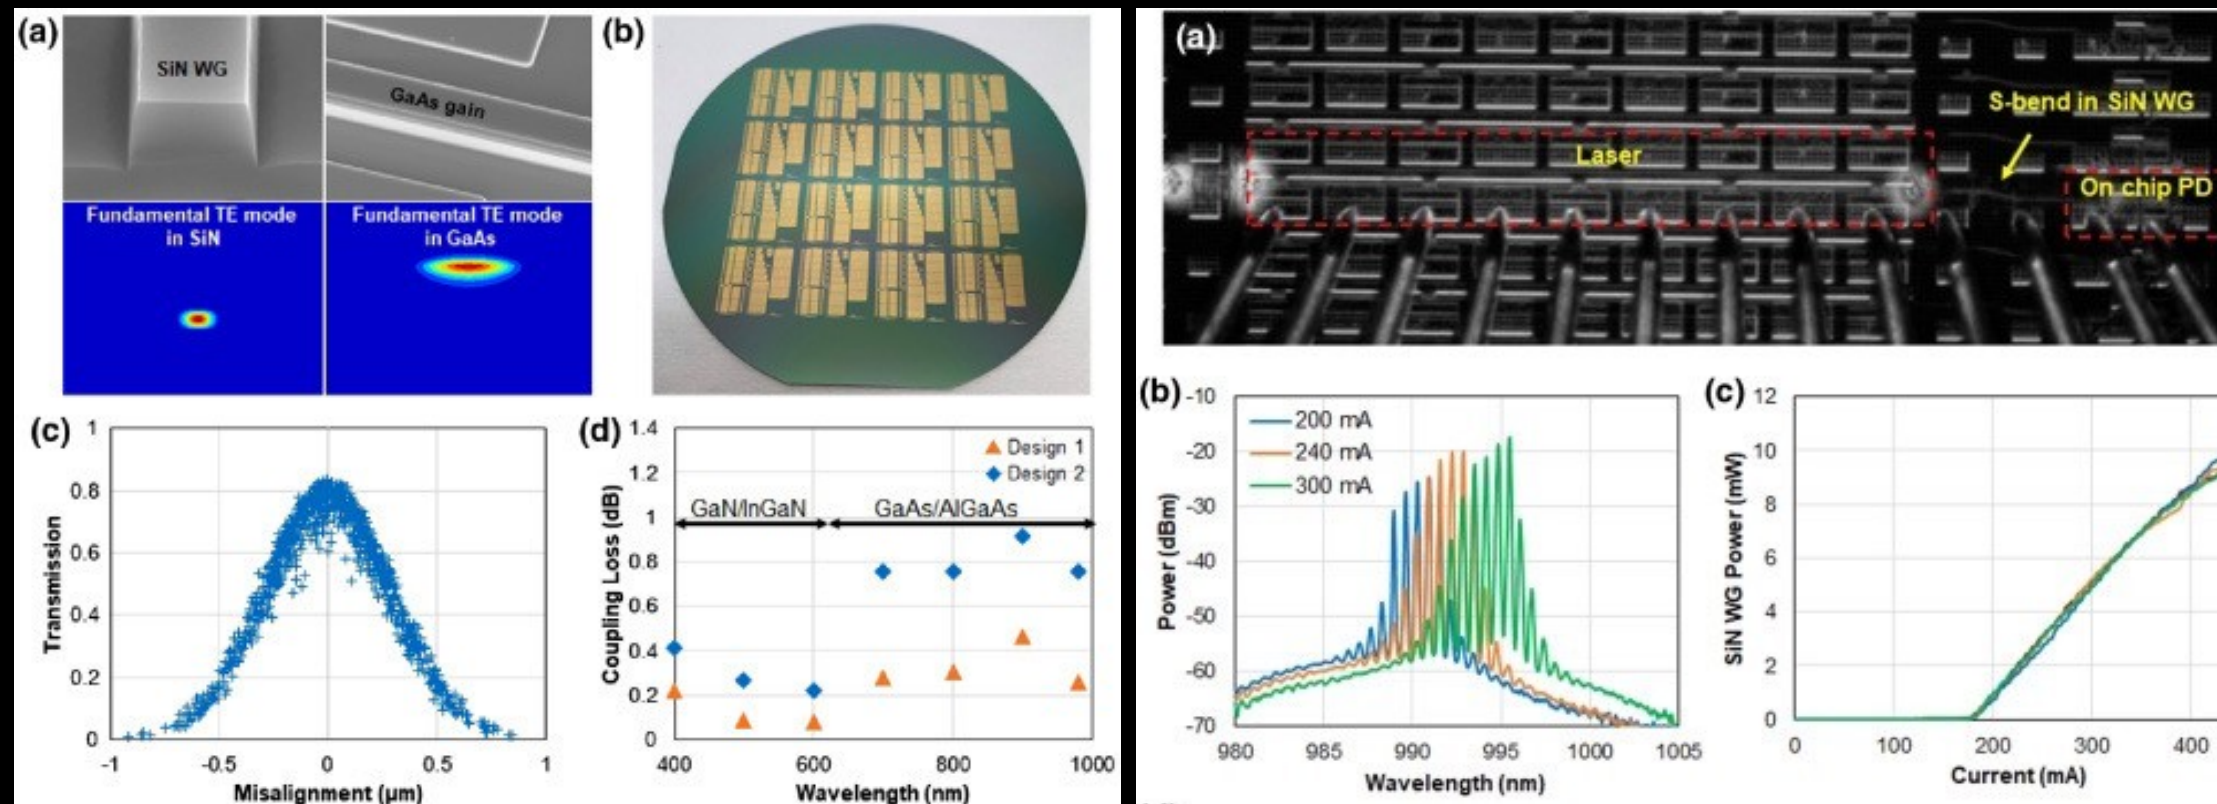 (a)
SiN WG
GaAs gain
Fundamental TE mode
in SiN
Fundamental TE mode
in GaAs
(b)
(c)
1
0.8
0.6
0.4
0.2
0
-1
-0.5
0
0.5
1
Transmission
Misalignment (µm)
(d)
1.4
1.2
1
0.8
0.6
0.4
0.2
0
400
600
800
1000
Coupling Loss (dB)
Wavelength (nm)
Design 1
Design 2
GaN/InGaN
GaAs/AlGaAs
(a)
S-bend in SiN WG
Laser
On chip PD
(b)
-10
-20
-30
-40
-50
-60
-70
980
985
990
995
1000
1005
Power (dBm)
Wavelength (nm)
200 mA
240 mA
300 mA
(c)
12
10
8
6
4
2
0
0
100
200
300
400
SiN WG Power (mW)
Current (mA)